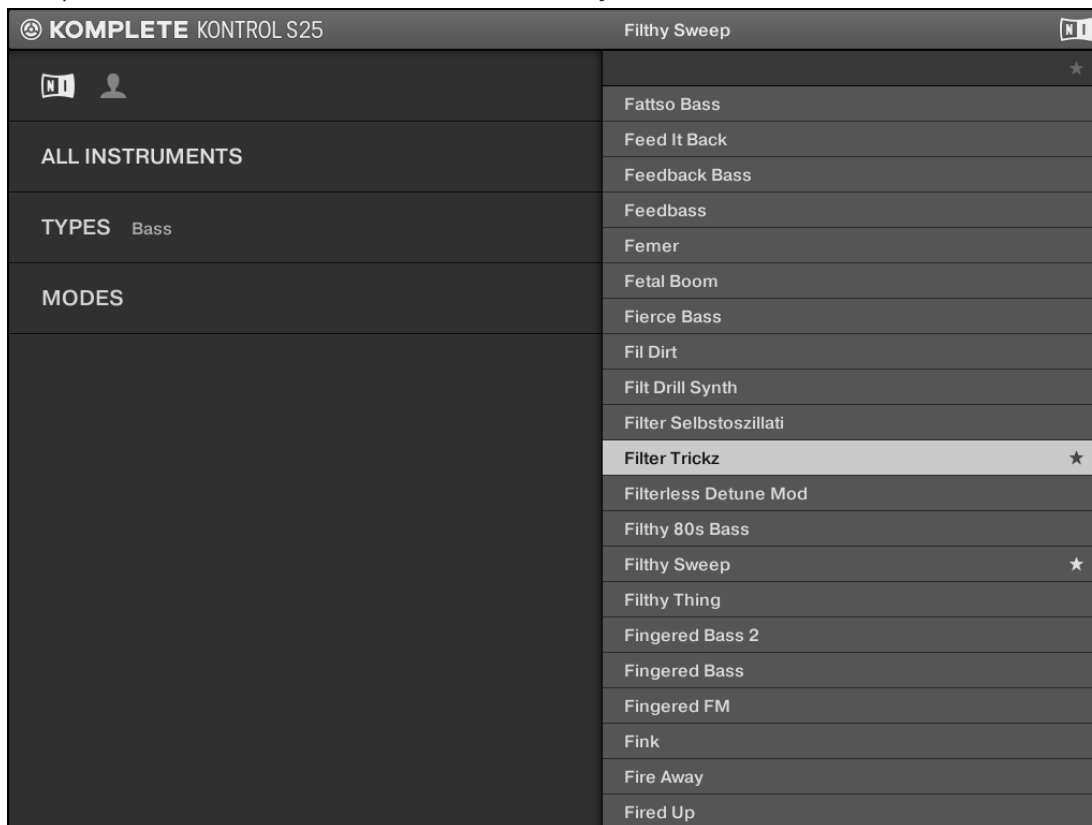 KOMPLETE KONTROL S25
Filthy Sweep
NI
NI
ALL INSTRUMENTS
TYPES Bass
MODES
Fattso Bass
Feed It Back
Feedback Bass
Feedbass
Femer
Fetal Boom
Fierce Bass
Fil Dirt
Filt Drill Synth
Filter Selbstoszillati
Filter Trickz
Filterless Detune Mod
Filthy 80s Bass
Filthy Sweep
Filthy Thing
Fingered Bass 2
Fingered Bass
Fingered FM
Fink
Fire Away
Fired Up